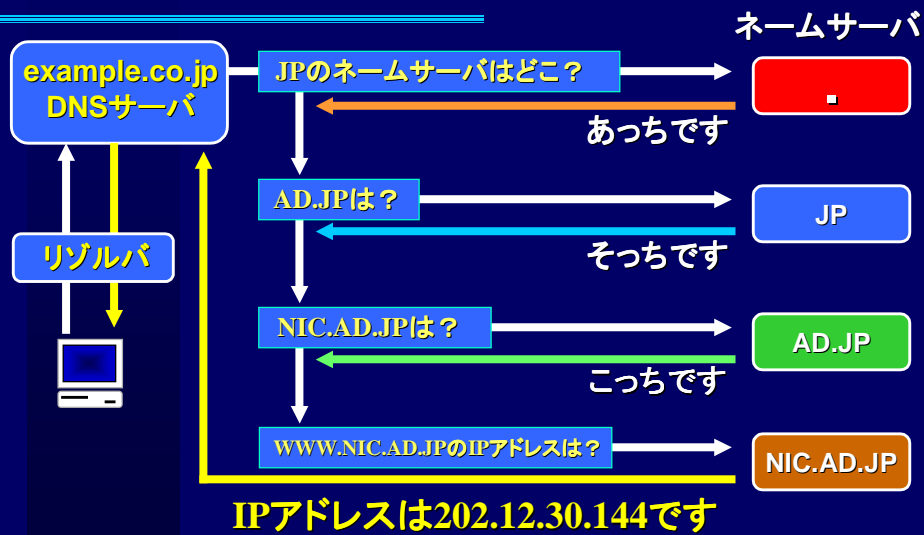 ネームサーバ
example.co.jp
DNSサーバ
JPのネームサーバはどこ？
.
あっちです
AD.JPは？
JP
そっちです
リゾルバ
NIC.AD.JPは？
AD.JP
こっちです
WWW.NIC.AD.JPのIPアドレスは？
NIC.AD.JP
IPアドレスは202.12.30.144です